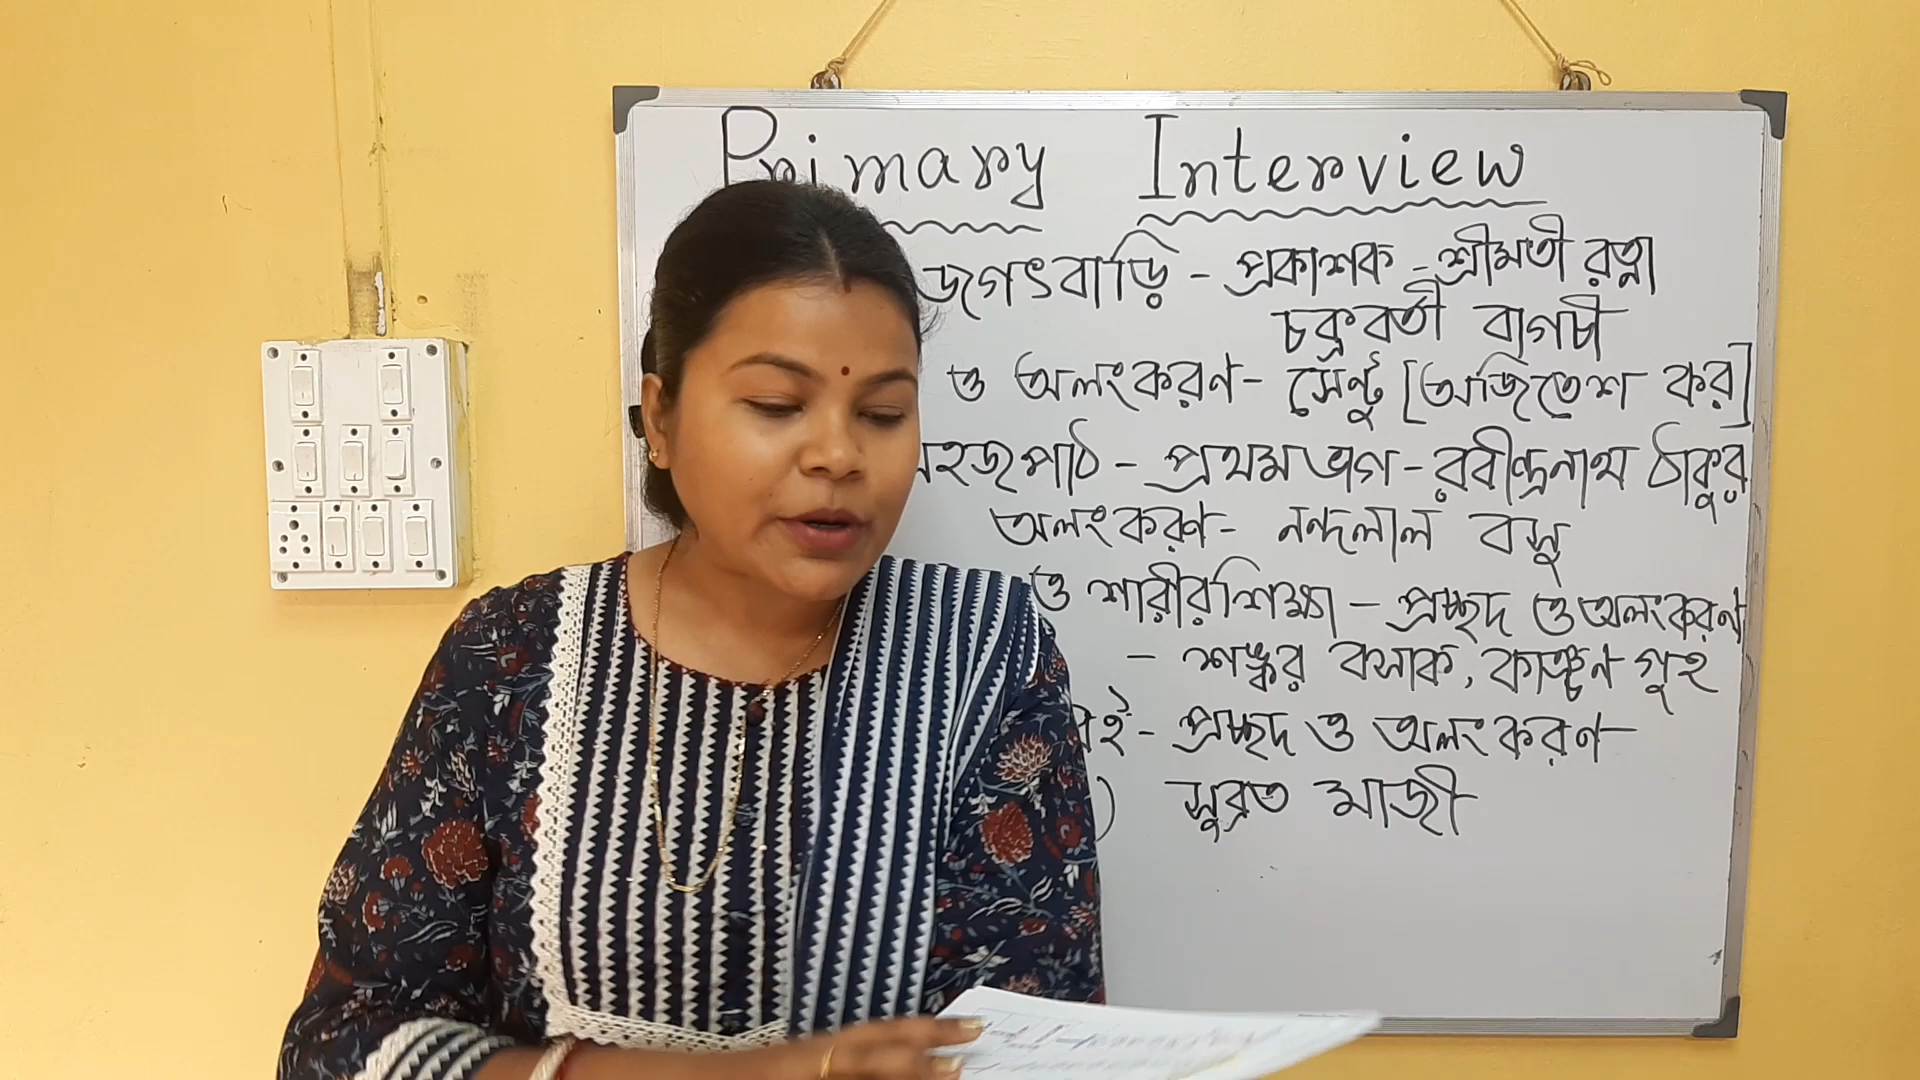 Primary Interview
জগৎবাড়ি - প্রকাশক - শ্রীমতী রত্না
চক্রবর্তী বাগচী
ও অলংকরণ - সেন্টু [অজিতেশ কর]
সহজপাঠ - প্রথমভাগ - রবীন্দ্রনাথ ঠাকুর
অলংকরণ - নন্দলাল বসু
ও শারীরশিক্ষা - প্রচ্ছদ ও অলংকরণ
- শঙ্কর বসাক, কাঞ্চন গুহ
বই - প্রচ্ছদ ও অলংকরণ -
) সুব্রত মাজী